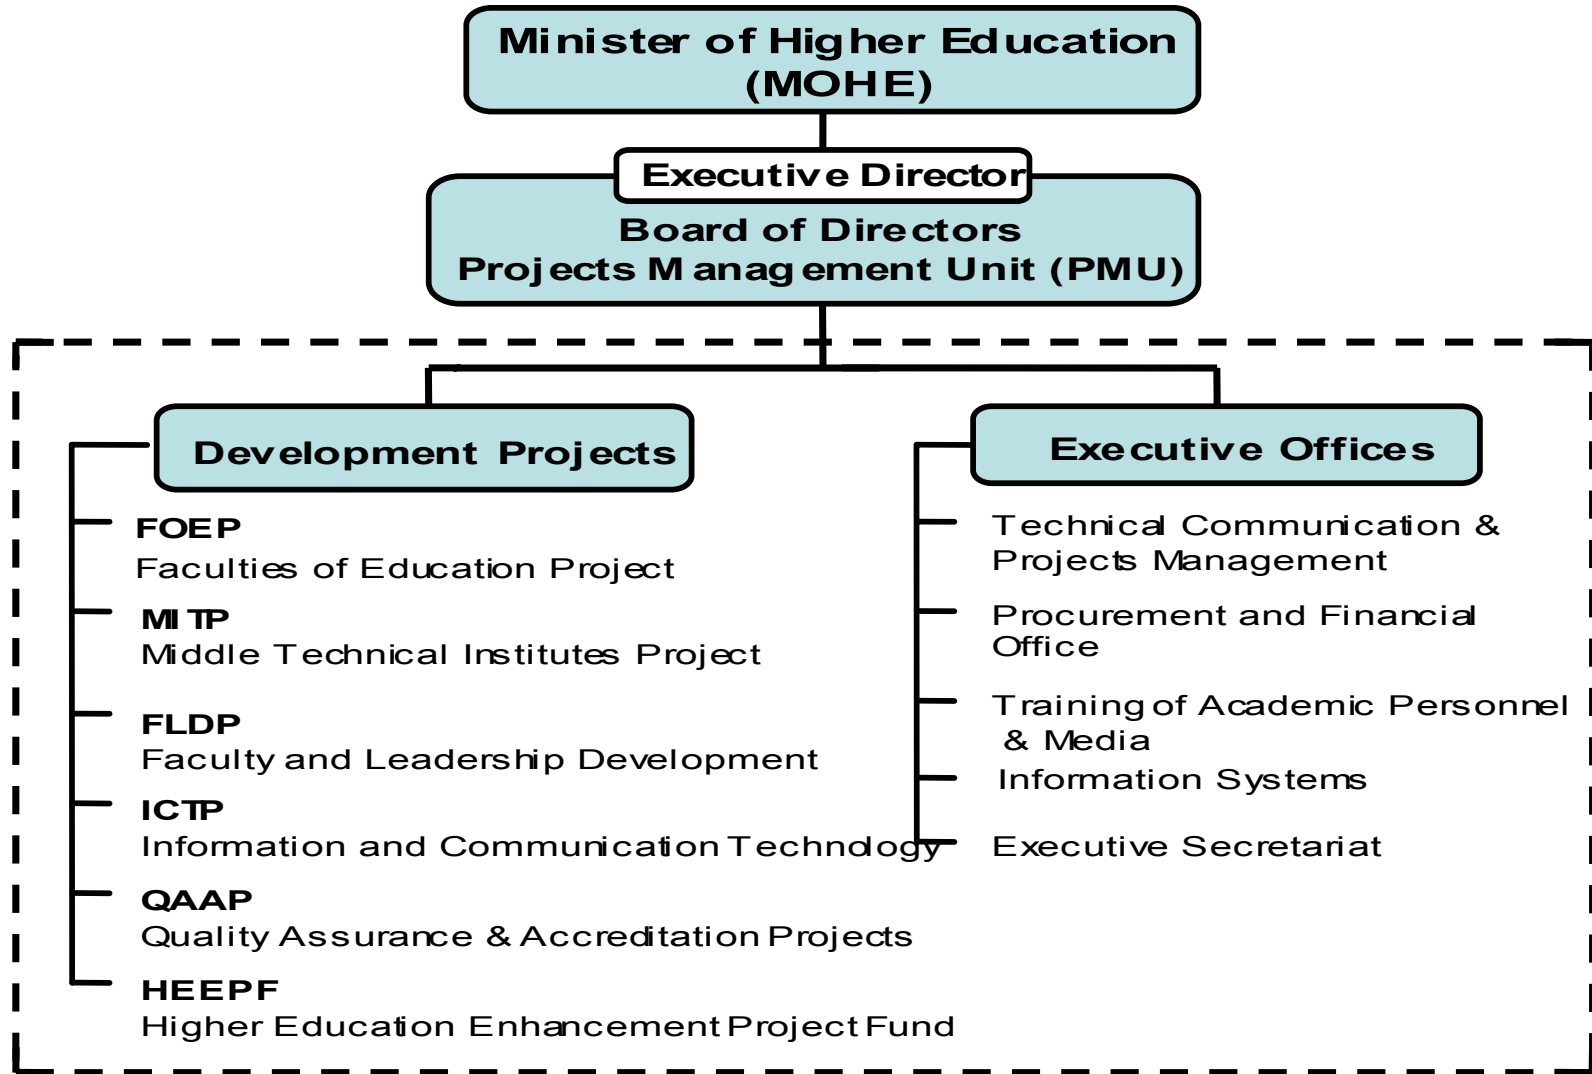 Minister of Higher Education
(MOHE)
Executive Director
Board of Directors
Projects Management Unit (PMU)
Development Projects
FOEP
Faculties of Education Project
MITP
Middle Technical Institutes Project
FLDP
Faculty and Leadership Development
ICTP
Information and Communication Technology
QAAP
Quality Assurance & Accreditation Projects
HEEPF
Higher Education Enhancement Project Fund
Executive Offices
Technical Communication &
Projects Management
Procurement and Financial
Office
Training of Academic Personnel
& Media
Information Systems
Executive Secretariat